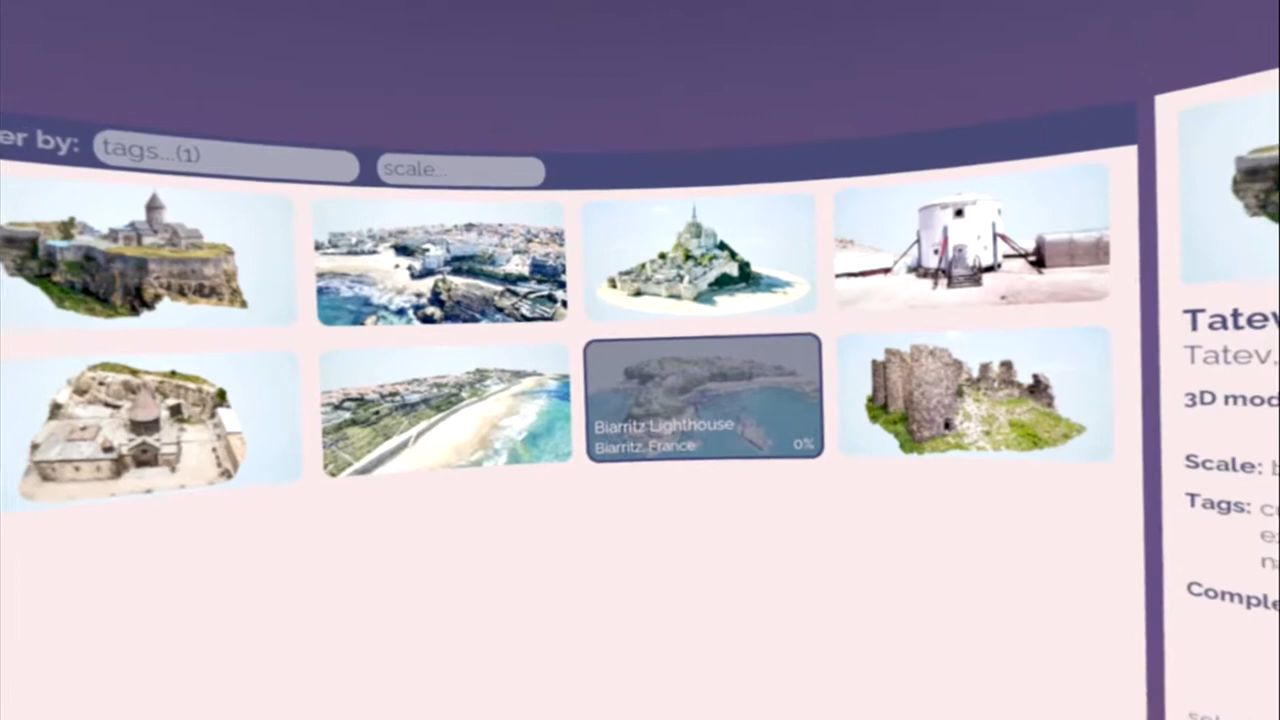 er by:
tags...(1)
scale...
Biarritz Lighthouse
Biarritz, France
0%
Tatev
Tatev,
3D mod
Scale:
Tags:
Comple